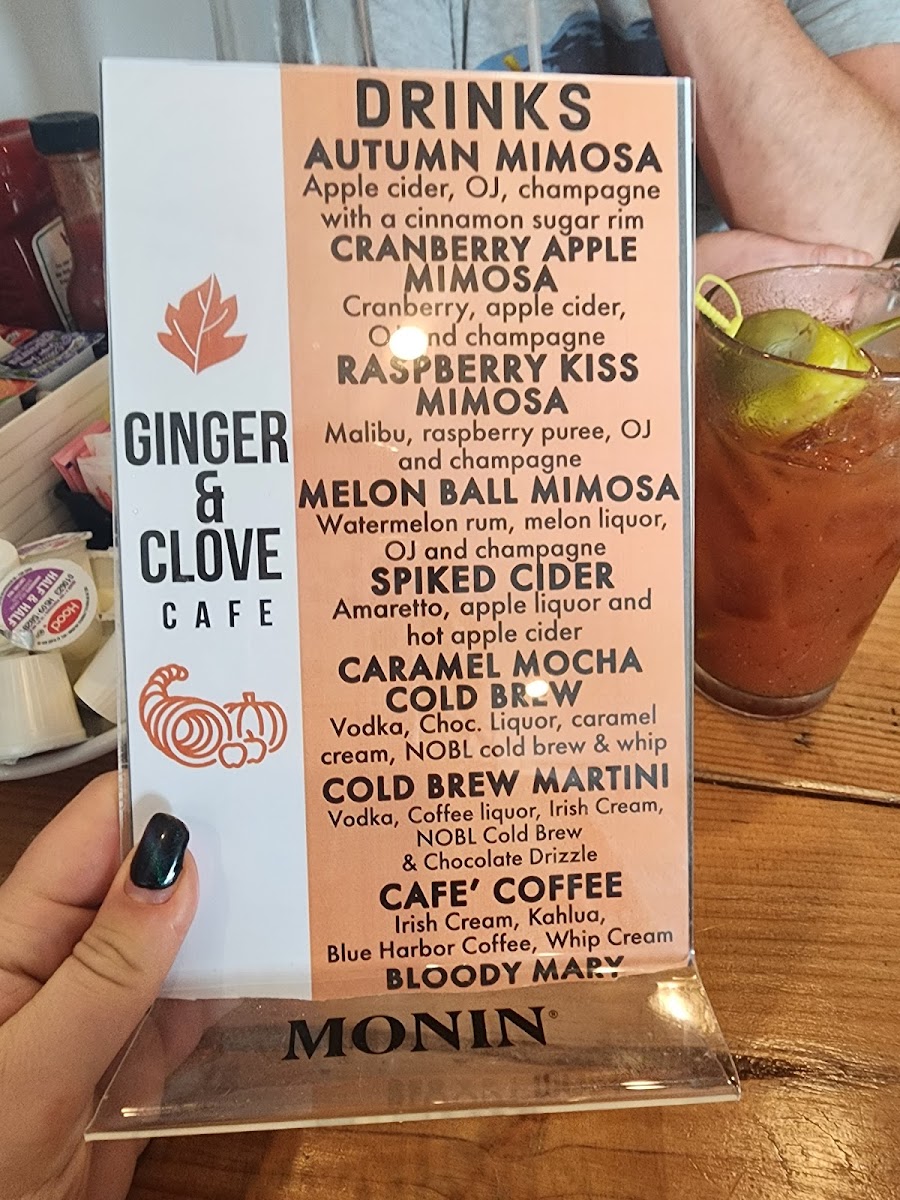 DRINKS
AUTUMN MIMOSA
Apple cider, OJ, champagne
with a cinnamon sugar rim
CRANBERRY APPLE
MIMOSA
Cranberry, apple cider,
OJ and champagne
RASPBERRY KISS
MIMOSA
Malibu, raspberry puree, OJ
and champagne
MELON BALL MIMOSA
Watermelon rum, melon liquor,
OJ and champagne
SPIKED CIDER
Amaretto, apple liquor and
hot apple cider
CARAMEL MOCHA
COLD BREW
Vodka, Choc. Liquor, caramel
cream, NOBL cold brew & whip
COLD BREW MARTINI
Vodka, Coffee liquor, Irish Cream,
NOBL Cold Brew
& Chocolate Drizzle
CAFE' COFFEE
Irish Cream, Kahlua,
Blue Harbor Coffee, Whip Cream
BLOODY MARY
GINGER
&
CLOVE
CAFE
MONIN®
HALF & HALF
Hood